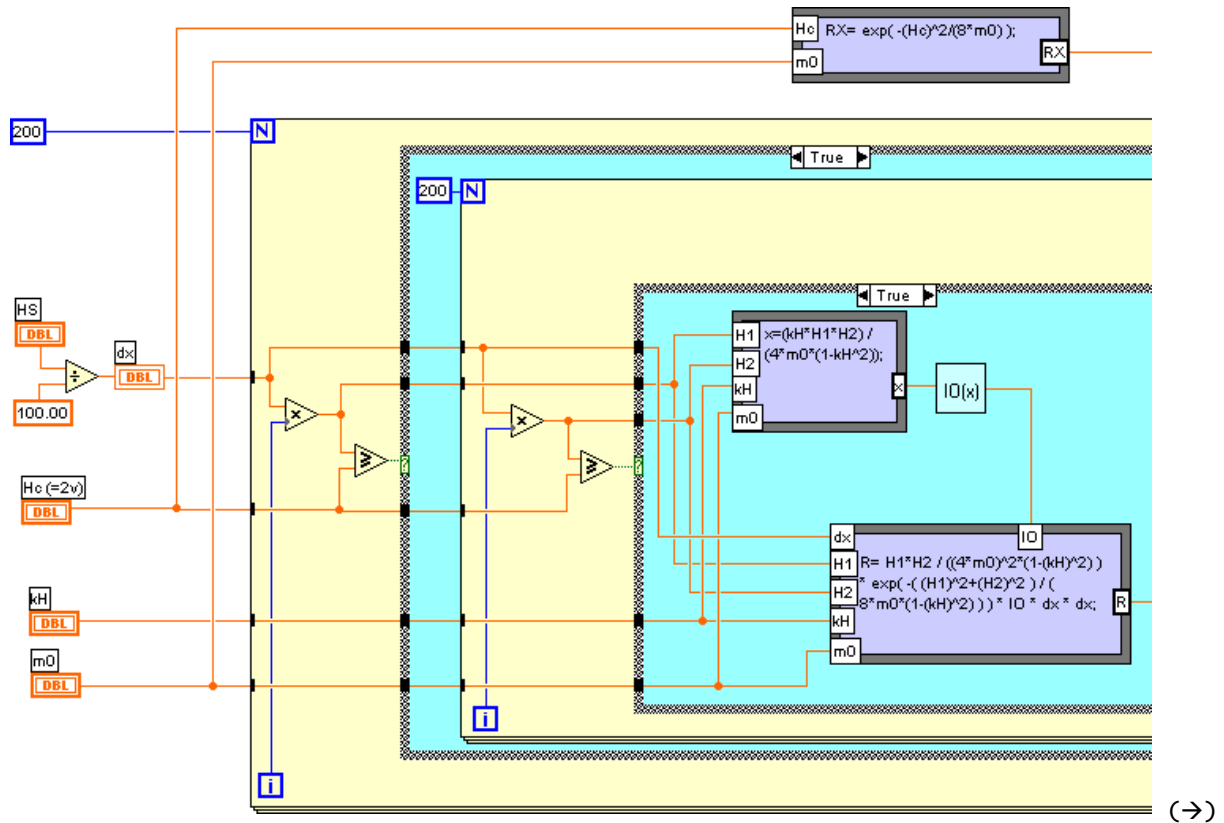 Hc
RX= exp( -(Hc)^2/(8*m0) );
m0
RX
200
N
True
200
N
True
HS
DBL
dx
DBL
100.00
H1
x=(kH*H1*H2) /
(4*m0*(1-kH^2));
H2
kH
m0
x
IO(x)
?
?
Hc (=2v)
DBL
dx
IO
H1
R= H1*H2 / ((4*m0)^2*(1-(kH)^2) )
* exp( -( (H1)^2+(H2)^2 ) / (
H2
8*m0*(1-(kH)^2) ) ) * IO * dx * dx;
kH
R
m0
kH
DBL
m0
DBL
i
i
(→)